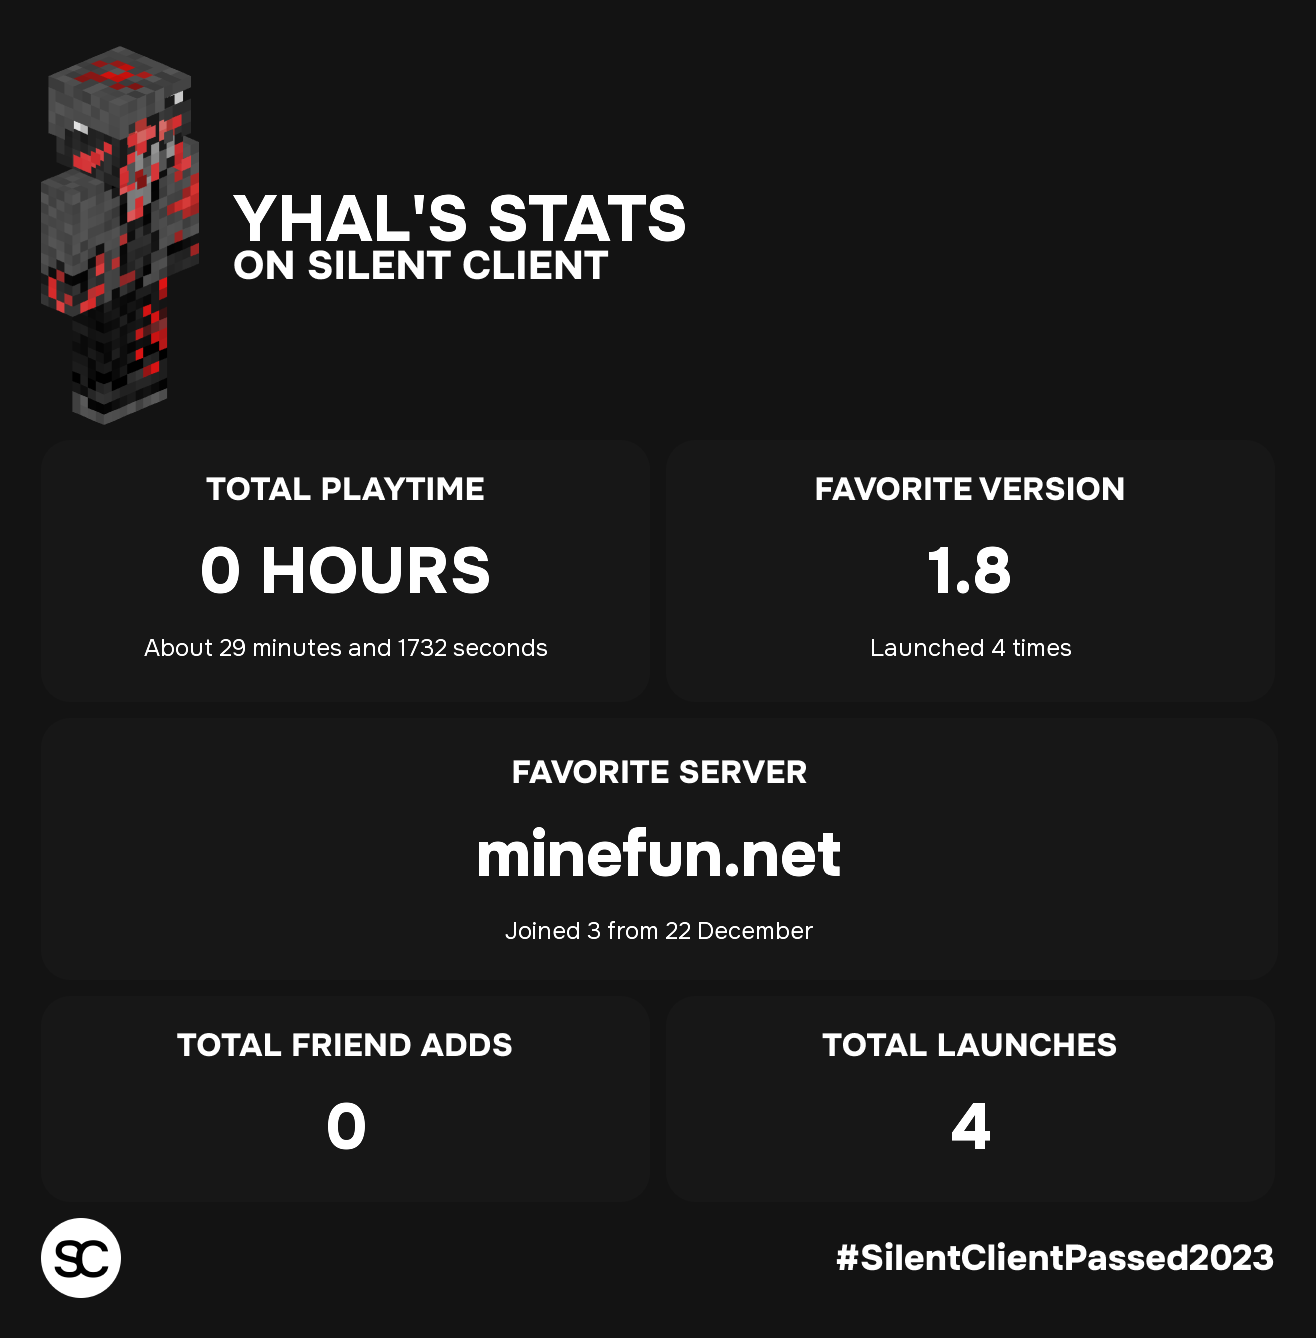 YHAL'S STATS
ON SILENT CLIENT
TOTAL PLAYTIME
0 HOURS
About 29 minutes and 1732 seconds
FAVORITE VERSION
1.8
Launched 4 times
FAVORITE SERVER
minefun.net
Joined 3 from 22 December
TOTAL FRIEND ADDS
0
TOTAL LAUNCHES
4
SC
#SilentClientPassed2023